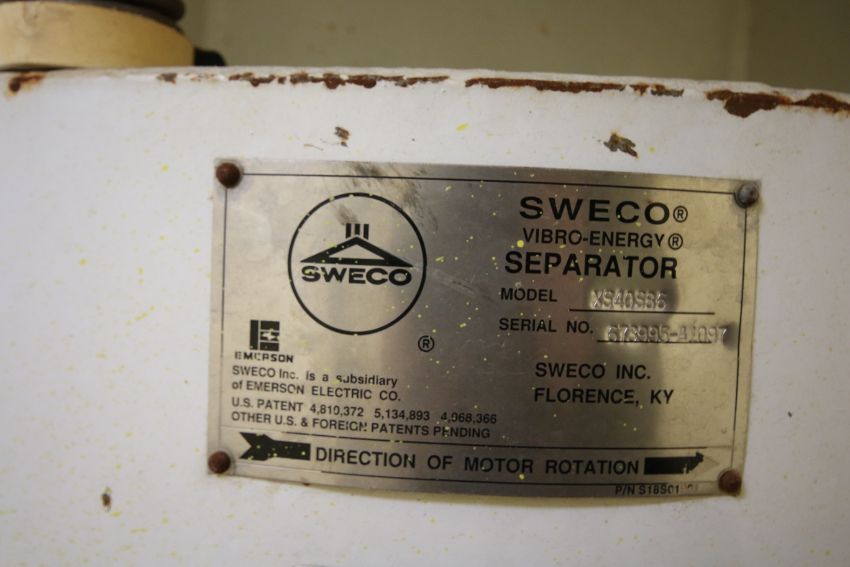 SWECO
®
EMERSON
SWECO Inc. is a subsidiary
of EMERSON ELECTRIC CO.
U.S. PATENT 4,810,372 5,134,893 4,068,366
OTHER U.S. & FOREIGN PATENTS PENDING
SWECO®
VIBRO-ENERGY®
SEPARATOR
MODEL XS40S86
SERIAL NO.
SWECO INC.
FLORENCE, KY
DIRECTION OF MOTOR ROTATION
P/N